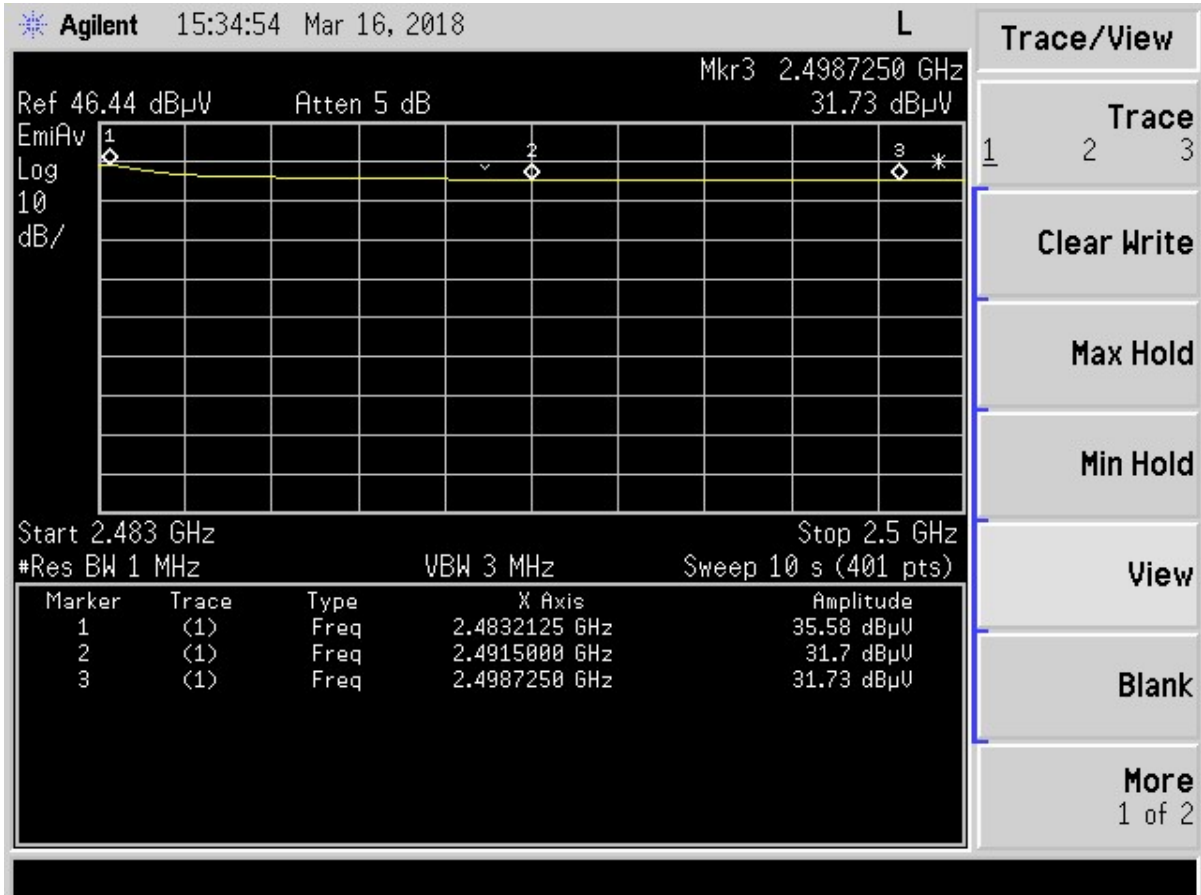 Agilent 15:34:54 Mar 16, 2018 L
Trace/View
Mkr3 2.4987250 GHz
Ref 46.44 dBµV Atten 5 dB 31.73 dBµV
EmiAv
Log
10
dB/
1
2
3
*
Trace
1 2 3
Clear Write
Max Hold
Min Hold
View
Blank
More
1 of 2
Start 2.483 GHz Stop 2.5 GHz
#Res BW 1 MHz VBW 3 MHz Sweep 10 s (401 pts)
Marker Trace Type X Axis Amplitude
1 (1) Freq 2.4832125 GHz 35.58 dBµV
2 (1) Freq 2.4915000 GHz 31.7 dBµV
3 (1) Freq 2.4987250 GHz 31.73 dBµV